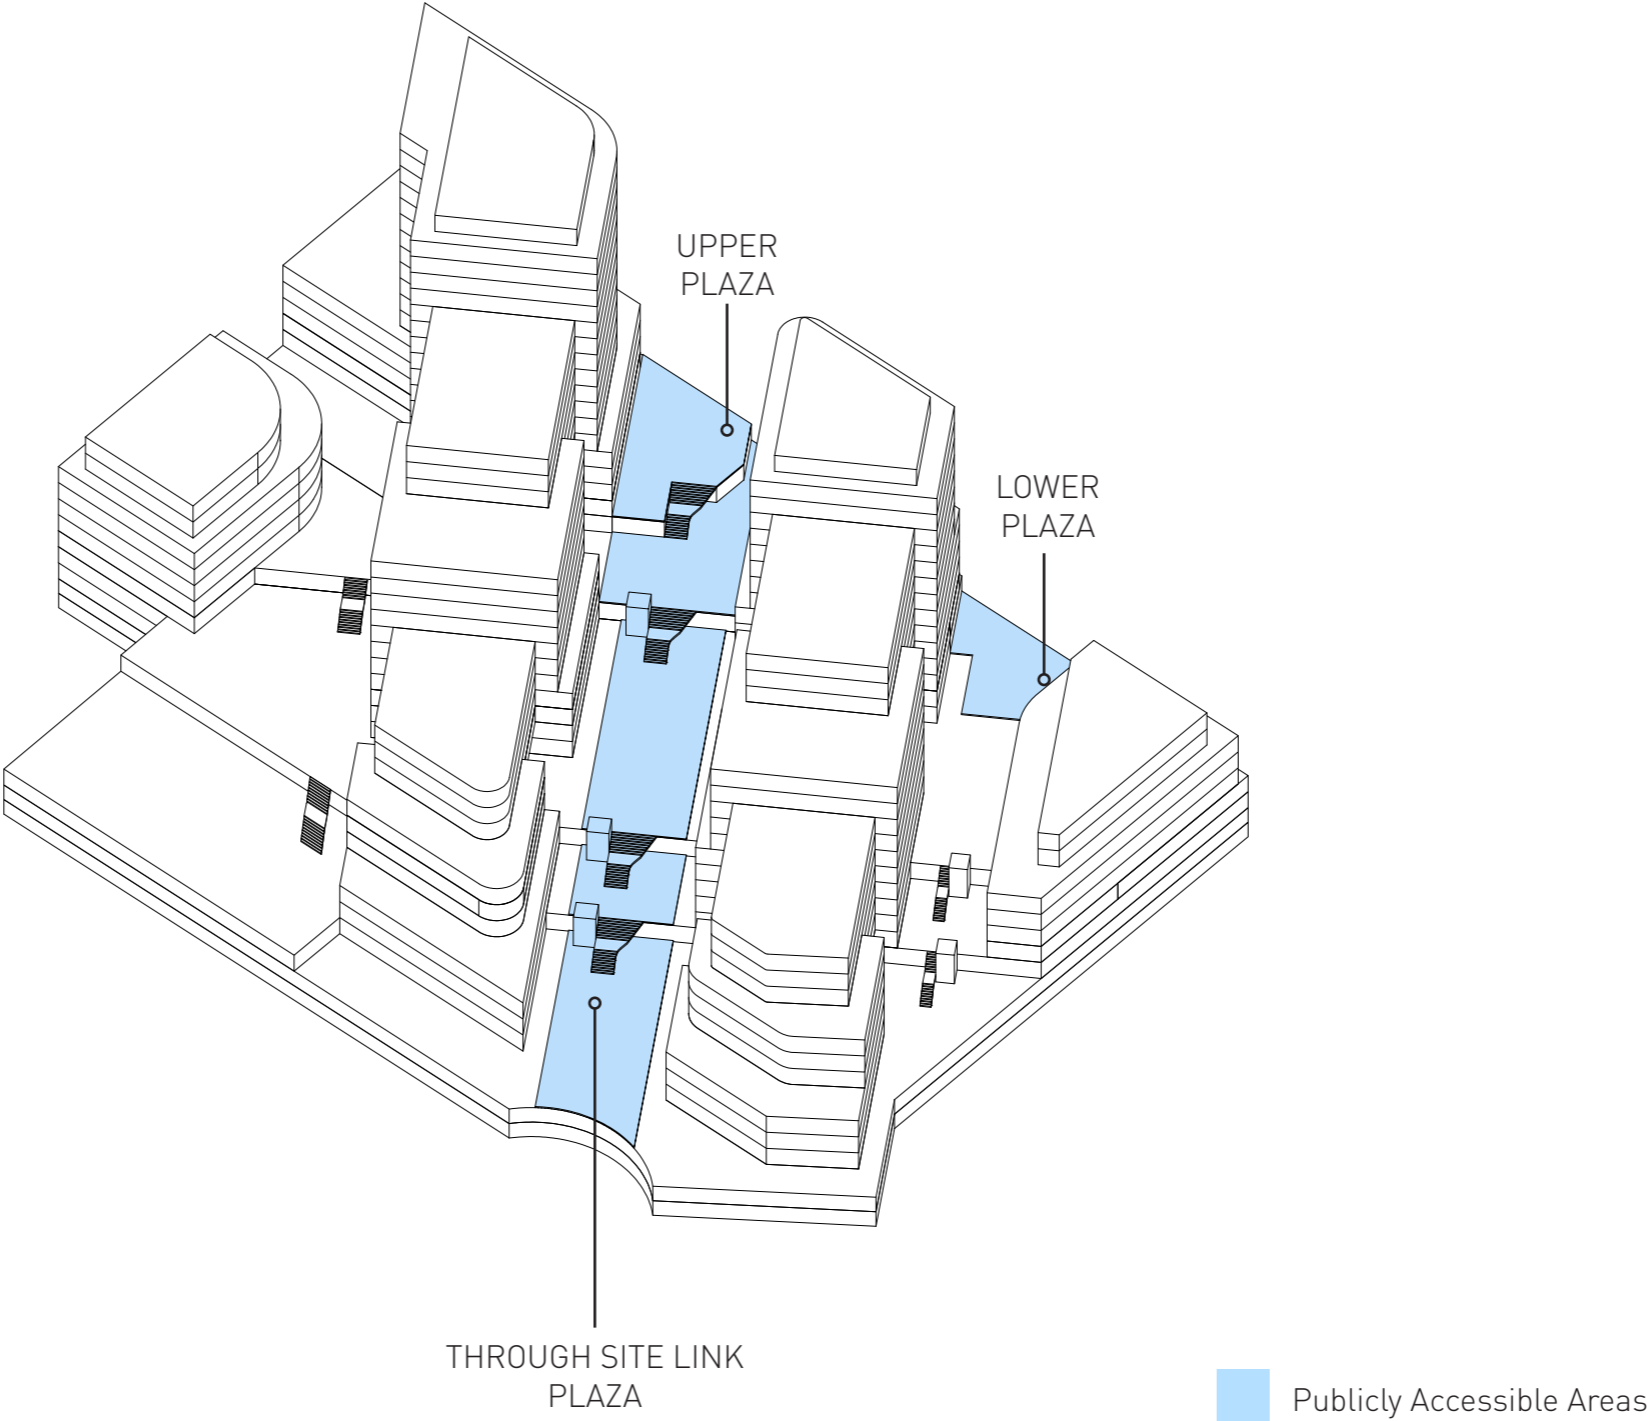 UPPER
PLAZA
LOWER
PLAZA
THROUGH SITE LINK
PLAZA
Publicly Accessible Areas